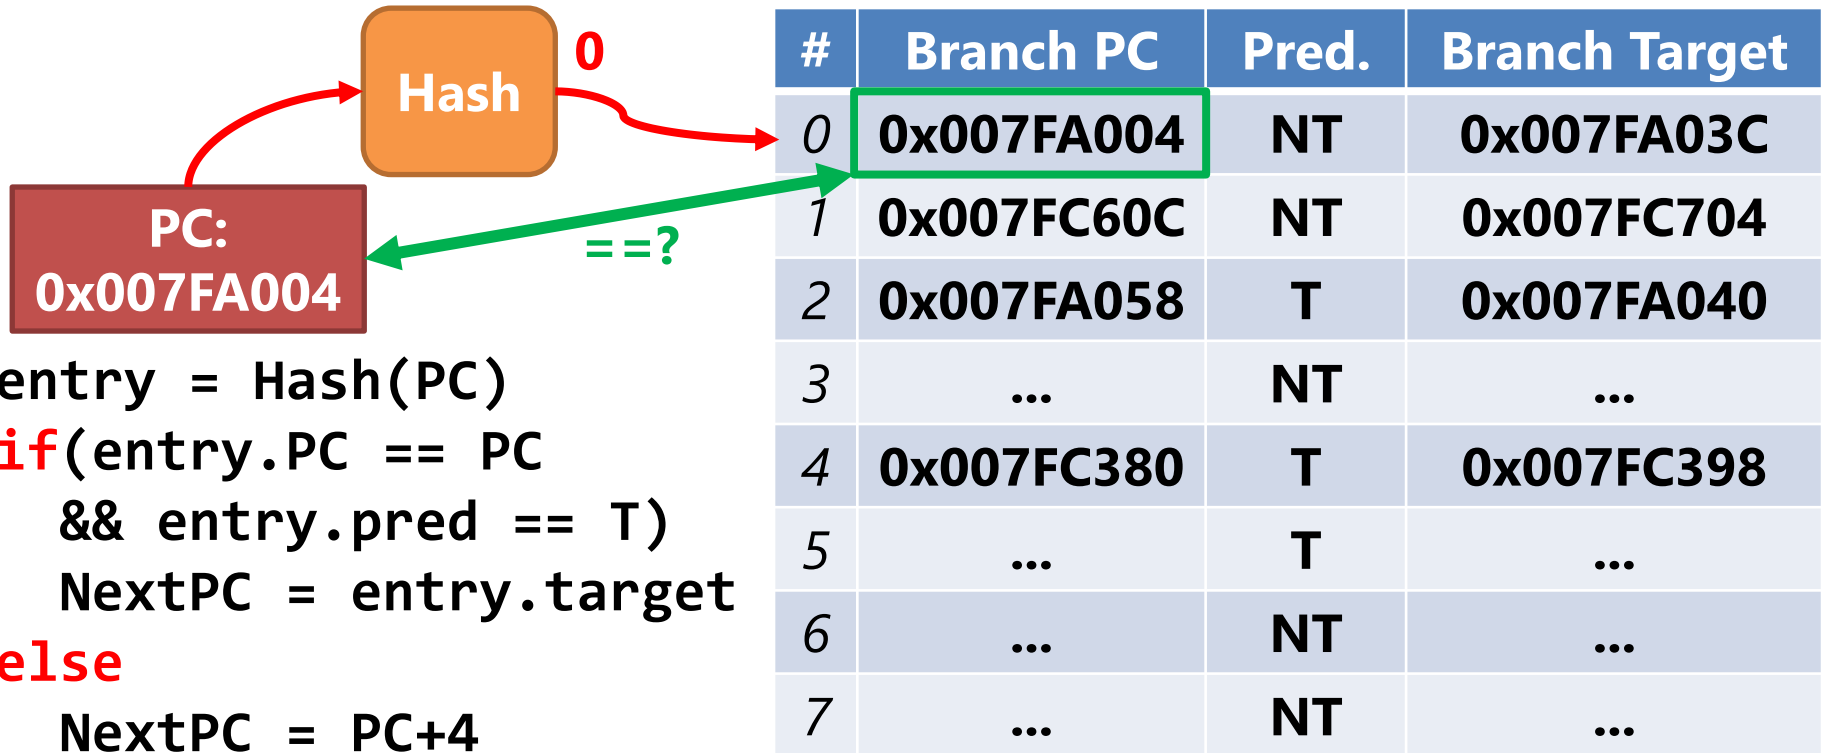 Hash
0
PC:
0x007FA004
==?
entry = Hash(PC)
if(entry.PC == PC
&& entry.pred == T)
NextPC = entry.target
else
NextPC = PC+4
# Branch PC Pred. Branch Target
0 0x007FA004 NT 0x007FA03C
1 0x007FC60C NT 0x007FC704
2 0x007FA058 T 0x007FA040
3 ... NT ...
4 0x007FC380 T 0x007FC398
5 ... T ...
6 ... NT ...
7 ... NT ...